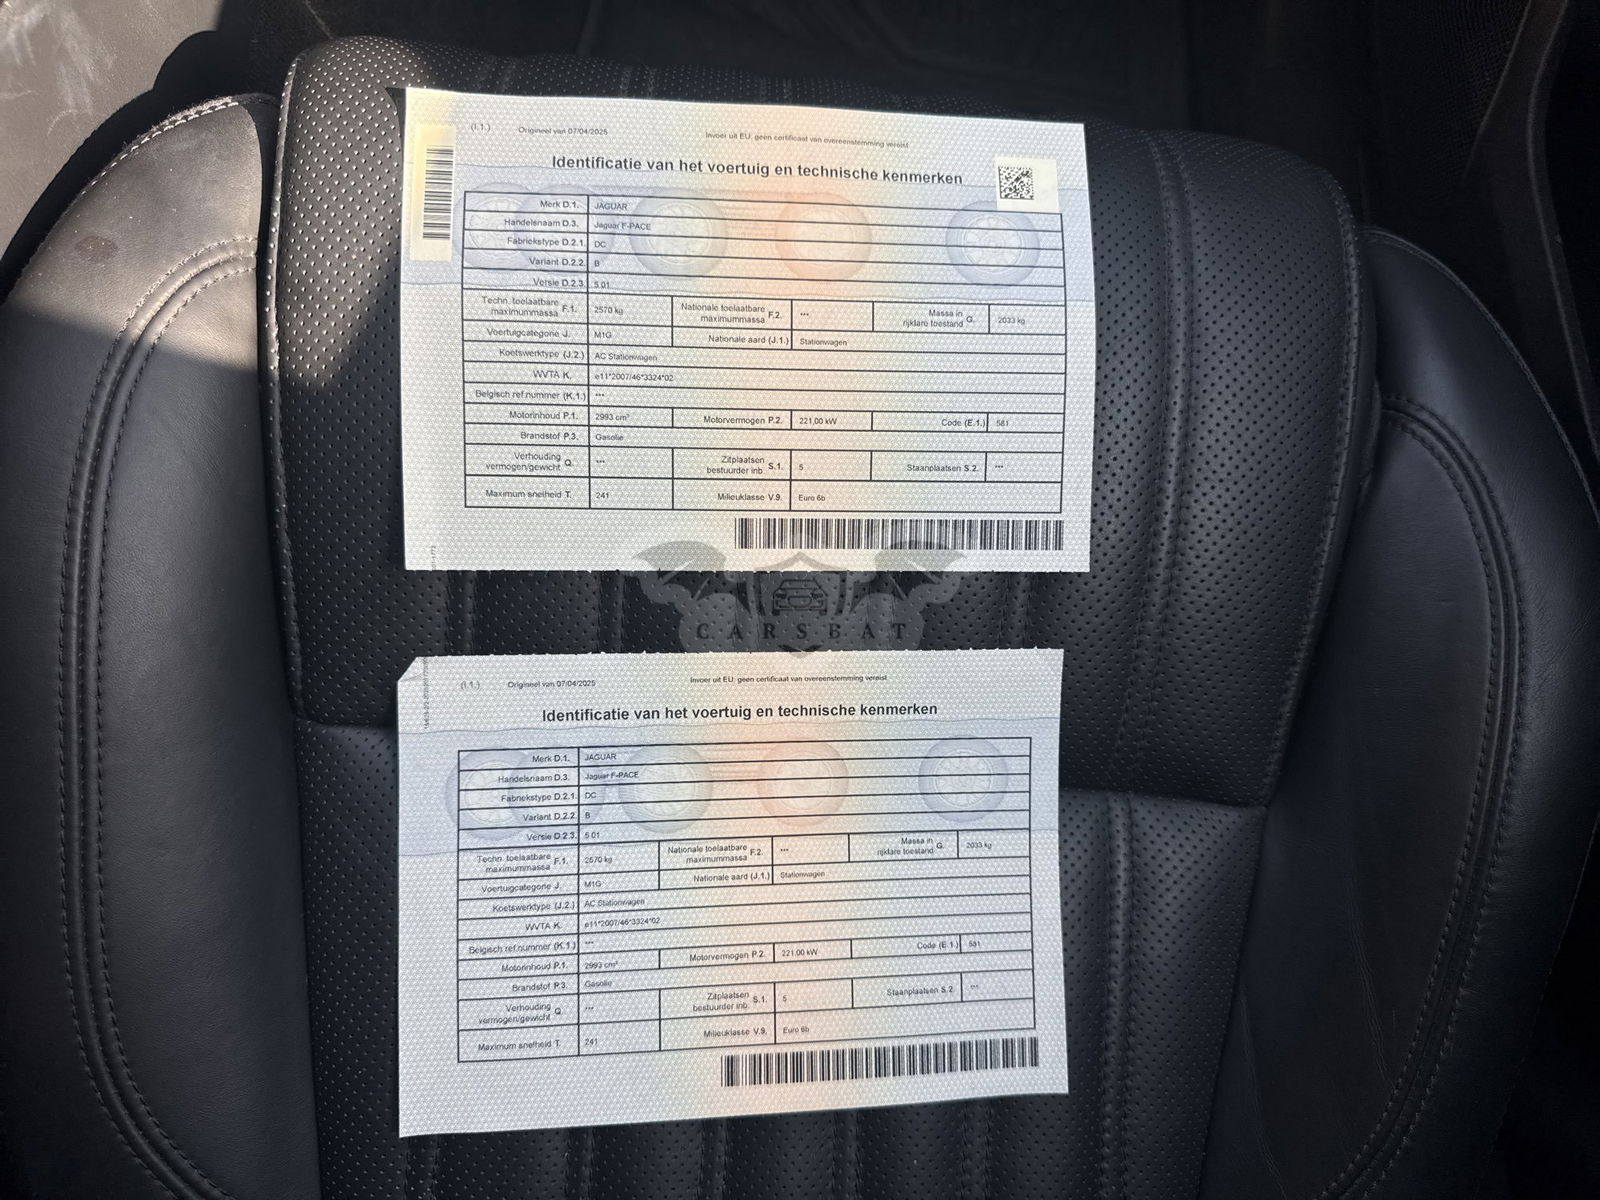 (I.1.) Origineel van 07/04/2025 Invoer uit EU: geen certificaat van overeenstemming vereist
Identificatie van het voertuig en technische kenmerken
Merk D.1. JAGUAR
Handelsnaam D.3. Jaguar F-PACE
Fabriekstype D.2.1. DC
Variant D.2.2. B
Versie D.2.3. 5.01
Techn. toelaatbare maximummassa F.1. 2570 kg Nationale toelaatbare maximummassa F.2. *** Massa in rijklare toestand G. 2033 kg
Voertuigcategorie J. M1G Nationale aard (J.1.) Stationwagen
Koetswerktype (J.2.) AC Stationwagen
WVTA K. e11*2007/46*3324*02
Belgisch ref.nummer (K.1.) ***
Motorinhoud P.1. 2993 cm³ Motorvermogen P.2. 221,00 kW Code (E.1.) 581
Brandstof P.3. Gasolie
Verhouding vermogen/gewicht Q. *** Zitplaatsen bestuurder inb. S.1. 5 Staanplaatsen S.2. ***
Maximum snelheid T. 241 Milieuklasse V.9. Euro 6b
CARSBAT
(I.1.) Origineel van 07/04/2025 Invoer uit EU: geen certificaat van overeenstemming vereist
Identificatie van het voertuig en technische kenmerken
Merk D.1. JAGUAR
Handelsnaam D.3. Jaguar F-PACE
Fabriekstype D.2.1. DC
Variant D.2.2. B
Versie D.2.3. 5.01
Techn. toelaatbare maximummassa F.1. 2570 kg Nationale toelaatbare maximummassa F.2. *** Massa in rijklare toestand G. 2033 kg
Voertuigcategorie J. M1G Nationale aard (J.1.) Stationwagen
Koetswerktype (J.2.) AC Stationwagen
WVTA K. e11*2007/46*3324*02
Belgisch ref.nummer (K.1.) ***
Motorinhoud P.1. 2993 cm³ Motorvermogen P.2. 221,00 kW Code (E.1.) 581
Brandstof P.3. Gasolie
Verhouding vermogen/gewicht Q. *** Zitplaatsen bestuurder inb. S.1. 5 Staanplaatsen S.2. ***
Maximum snelheid T. 241 Milieuklasse V.9. Euro 6b